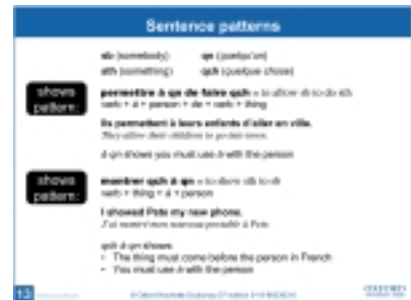 Sentence patterns
sb (somebody) qn (quelqu'un)
sth (something) qch (quelque chose)
shows pattern:
permettre à qn de faire qch = to allow sb to do sth
verb + à + person + de + verb + thing
Ils permettent à leurs enfants d'aller en ville.
They allow their children to go into town.
à qn shows you must use à with the person
shows pattern:
montrer qch à qn = to show sth to sb
verb + thing + à + person
I showed Pete my new phone.
J'ai montré mon nouveau portable à Pete.
qch à qn shows:
• The thing must come before the person in French
• You must use à with the person
13
OXFORD